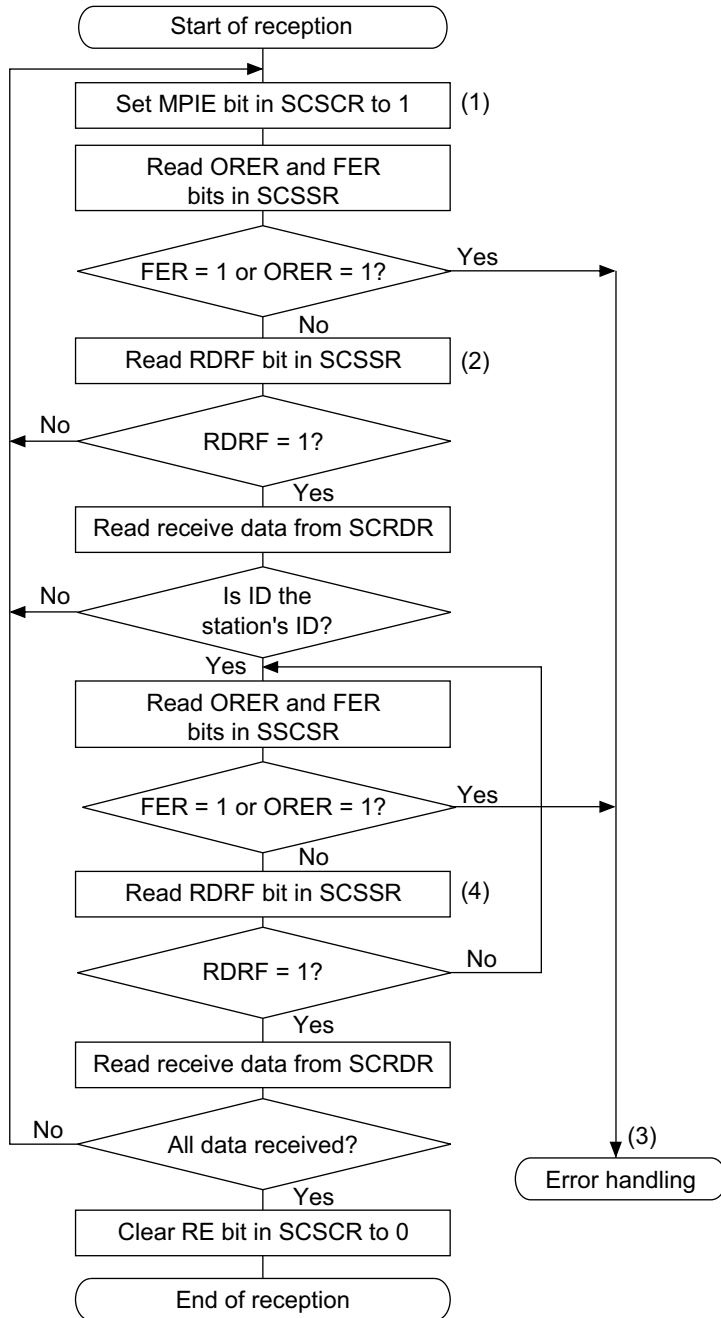 Start of reception
Set MPIE bit in SCSCR to 1
(1)
Read ORER and FER
bits in SCSSR
FER = 1 or ORER = 1?
Yes
No
Read RDRF bit in SCSSR
(2)
No
RDRF = 1?
Yes
Read receive data from SCRDR
No
Is ID the
station's ID?
Yes
Read ORER and FER
bits in SSCSR
FER = 1 or ORER = 1?
Yes
No
Read RDRF bit in SCSSR
(4)
RDRF = 1?
No
Yes
Read receive data from SCRDR
No
All data received?
(3)
Error handling
Yes
Clear RE bit in SCSCR to 0
End of reception